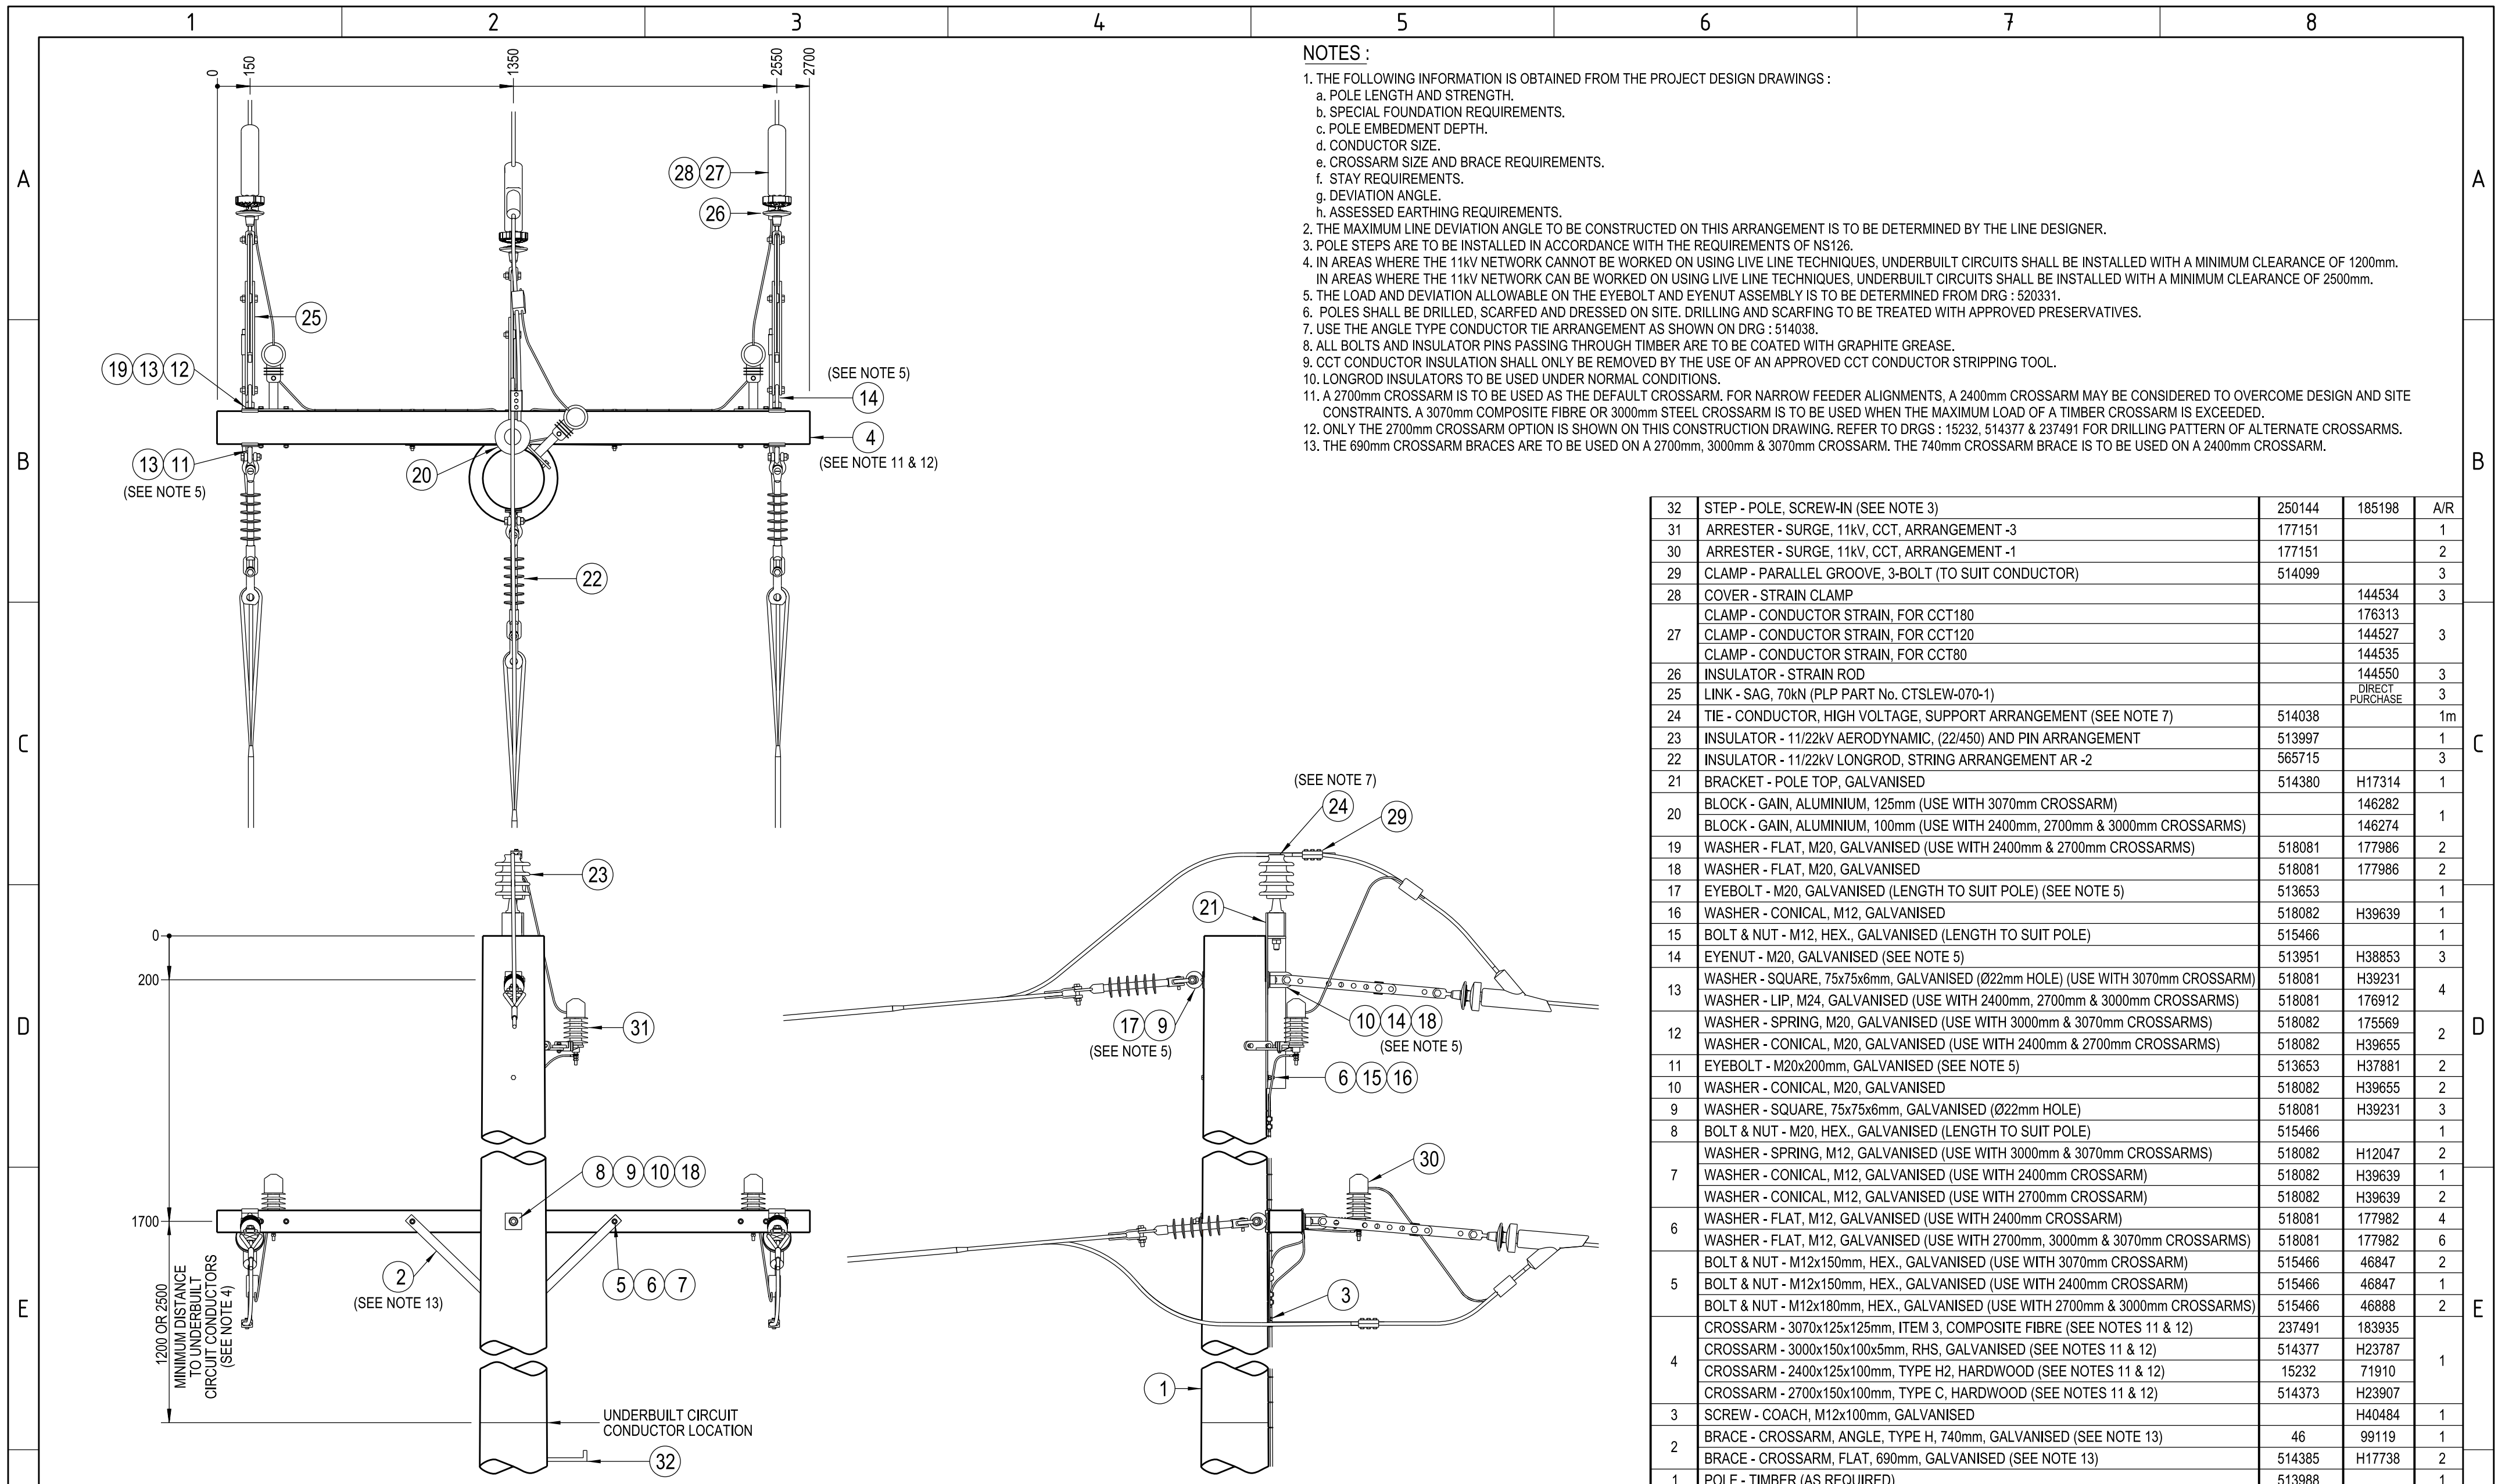 1 2 3 4 5 6 7 8
A
B
C
D
E
A
B
C
D
E
0
150
1350
2550
2700
28 27
26
25
19 13 12
(SEE NOTE 5)
14
4
(SEE NOTE 11 & 12)
13 11
(SEE NOTE 5)
20
22
23
0
200
31
8 9 10 18
1700
2
(SEE NOTE 13)
5 6 7
1200 OR 2500
MINIMUM DISTANCE
TO UNDERBUILT
CIRCUIT CONDUCTORS
(SEE NOTE 4)
UNDERBUILT CIRCUIT
CONDUCTOR LOCATION
32
(SEE NOTE 7)
24
29
21
17 9
(SEE NOTE 5)
10 14 18
(SEE NOTE 5)
6 15 16
30
3
1
NOTES :
1. THE FOLLOWING INFORMATION IS OBTAINED FROM THE PROJECT DESIGN DRAWINGS :
a. POLE LENGTH AND STRENGTH.
b. SPECIAL FOUNDATION REQUIREMENTS.
c. POLE EMBEDMENT DEPTH.
d. CONDUCTOR SIZE.
e. CROSSARM SIZE AND BRACE REQUIREMENTS.
f. STAY REQUIREMENTS.
g. DEVIATION ANGLE.
h. ASSESSED EARTHING REQUIREMENTS.
2. THE MAXIMUM LINE DEVIATION ANGLE TO BE CONSTRUCTED ON THIS ARRANGEMENT IS TO BE DETERMINED BY THE LINE DESIGNER.
3. POLE STEPS ARE TO BE INSTALLED IN ACCORDANCE WITH THE REQUIREMENTS OF NS126.
4. IN AREAS WHERE THE 11kV NETWORK CANNOT BE WORKED ON USING LIVE LINE TECHNIQUES, UNDERBUILT CIRCUITS SHALL BE INSTALLED WITH A MINIMUM CLEARANCE OF 1200mm.
IN AREAS WHERE THE 11kV NETWORK CAN BE WORKED ON USING LIVE LINE TECHNIQUES, UNDERBUILT CIRCUITS SHALL BE INSTALLED WITH A MINIMUM CLEARANCE OF 2500mm.
5. THE LOAD AND DEVIATION ALLOWABLE ON THE EYEBOLT AND EYENUT ASSEMBLY IS TO BE DETERMINED FROM DRG : 520331.
6. POLES SHALL BE DRILLED, SCARFED AND DRESSED ON SITE. DRILLING AND SCARFING TO BE TREATED WITH APPROVED PRESERVATIVES.
7. USE THE ANGLE TYPE CONDUCTOR TIE ARRANGEMENT AS SHOWN ON DRG : 514038.
8. ALL BOLTS AND INSULATOR PINS PASSING THROUGH TIMBER ARE TO BE COATED WITH GRAPHITE GREASE.
9. CCT CONDUCTOR INSULATION SHALL ONLY BE REMOVED BY THE USE OF AN APPROVED CCT CONDUCTOR STRIPPING TOOL.
10. LONGROD INSULATORS TO BE USED UNDER NORMAL CONDITIONS.
11. A 2700mm CROSSARM IS TO BE USED AS THE DEFAULT CROSSARM. FOR NARROW FEEDER ALIGNMENTS, A 2400mm CROSSARM MAY BE CONSIDERED TO OVERCOME DESIGN AND SITE
CONSTRAINTS. A 3070mm COMPOSITE FIBRE OR 3000mm STEEL CROSSARM IS TO BE USED WHEN THE MAXIMUM LOAD OF A TIMBER CROSSARM IS EXCEEDED.
12. ONLY THE 2700mm CROSSARM OPTION IS SHOWN ON THIS CONSTRUCTION DRAWING. REFER TO DRGS : 15232, 514377 & 237491 FOR DRILLING PATTERN OF ALTERNATE CROSSARMS.
13. THE 690mm CROSSARM BRACES ARE TO BE USED ON A 2700mm, 3000mm & 3070mm CROSSARM. THE 740mm CROSSARM BRACE IS TO BE USED ON A 2400mm CROSSARM.
32 STEP - POLE, SCREW-IN (SEE NOTE 3) 250144 185198 A/R
31 ARRESTER - SURGE, 11kV, CCT, ARRANGEMENT -3 177151 1
30 ARRESTER - SURGE, 11kV, CCT, ARRANGEMENT -1 177151 2
29 CLAMP - PARALLEL GROOVE, 3-BOLT (TO SUIT CONDUCTOR) 514099 3
28 COVER - STRAIN CLAMP 144534 3
CLAMP - CONDUCTOR STRAIN, FOR CCT180 176313
27 CLAMP - CONDUCTOR STRAIN, FOR CCT120 144527 3
CLAMP - CONDUCTOR STRAIN, FOR CCT80 144535
26 INSULATOR - STRAIN ROD 144550 3
25 LINK - SAG, 70kN (PLP PART No. CTSLEW-070-1) DIRECT PURCHASE 3
24 TIE - CONDUCTOR, HIGH VOLTAGE, SUPPORT ARRANGEMENT (SEE NOTE 7) 514038 1m
23 INSULATOR - 11/22kV AERODYNAMIC, (22/450) AND PIN ARRANGEMENT 513997 1
22 INSULATOR - 11/22kV LONGROD, STRING ARRANGEMENT AR -2 565715 3
21 BRACKET - POLE TOP, GALVANISED 514380 H17314 1
20 BLOCK - GAIN, ALUMINIUM, 125mm (USE WITH 3070mm CROSSARM) 146282 1
BLOCK - GAIN, ALUMINIUM, 100mm (USE WITH 2400mm, 2700mm & 3000mm CROSSARMS) 146274
19 WASHER - FLAT, M20, GALVANISED (USE WITH 2400mm & 2700mm CROSSARMS) 518081 177986 2
18 WASHER - FLAT, M20, GALVANISED 518081 177986 2
17 EYEBOLT - M20, GALVANISED (LENGTH TO SUIT POLE) (SEE NOTE 5) 513653 1
16 WASHER - CONICAL, M12, GALVANISED 518082 H39639 1
15 BOLT & NUT - M12, HEX., GALVANISED (LENGTH TO SUIT POLE) 515466 1
14 EYENUT - M20, GALVANISED (SEE NOTE 5) 513951 H38853 3
13 WASHER - SQUARE, 75x75x6mm, GALVANISED (Ø22mm HOLE) (USE WITH 3070mm CROSSARM) 518081 H39231 4
WASHER - LIP, M24, GALVANISED (USE WITH 2400mm, 2700mm & 3000mm CROSSARMS) 518081 176912
12 WASHER - SPRING, M20, GALVANISED (USE WITH 3000mm & 3070mm CROSSARMS) 518082 175569 2
WASHER - CONICAL, M20, GALVANISED (USE WITH 2400mm & 2700mm CROSSARMS) 518082 H39655
11 EYEBOLT - M20x200mm, GALVANISED (SEE NOTE 5) 513653 H37881 2
10 WASHER - CONICAL, M20, GALVANISED 518082 H39655 2
9 WASHER - SQUARE, 75x75x6mm, GALVANISED (Ø22mm HOLE) 518081 H39231 3
8 BOLT & NUT - M20, HEX., GALVANISED (LENGTH TO SUIT POLE) 515466 1
WASHER - SPRING, M12, GALVANISED (USE WITH 3000mm & 3070mm CROSSARMS) 518082 H12047 2
7 WASHER - CONICAL, M12, GALVANISED (USE WITH 2400mm CROSSARM) 518082 H39639 1
WASHER - CONICAL, M12, GALVANISED (USE WITH 2700mm CROSSARM) 518082 H39639 2
6 WASHER - FLAT, M12, GALVANISED (USE WITH 2400mm CROSSARM) 518081 177982 4
WASHER - FLAT, M12, GALVANISED (USE WITH 2700mm, 3000mm & 3070mm CROSSARMS) 518081 177982 6
BOLT & NUT - M12x150mm, HEX., GALVANISED (USE WITH 3070mm CROSSARM) 515466 46847 2
5 BOLT & NUT - M12x150mm, HEX., GALVANISED (USE WITH 2400mm CROSSARM) 515466 46847 1
BOLT & NUT - M12x180mm, HEX., GALVANISED (USE WITH 2700mm & 3000mm CROSSARMS) 515466 46888 2
CROSSARM - 3070x125x125mm, ITEM 3, COMPOSITE FIBRE (SEE NOTES 11 & 12) 237491 183935
4 CROSSARM - 3000x150x100x5mm, RHS, GALVANISED (SEE NOTES 11 & 12) 514377 H23787 1
CROSSARM - 2400x125x100mm, TYPE H2, HARDWOOD (SEE NOTES 11 & 12) 15232 71910
CROSSARM - 2700x150x100mm, TYPE C, HARDWOOD (SEE NOTES 11 & 12) 514373 H23907
3 SCREW - COACH, M12x100mm, GALVANISED H40484 1
2 BRACE - CROSSARM, ANGLE, TYPE H, 740mm, GALVANISED (SEE NOTE 13) 46 99119 1
BRACE - CROSSARM, FLAT, 690mm, GALVANISED (SEE NOTE 13) 514385 H17738 2
1 POLE - TIMBER (AS REQUIRED) 513988 1